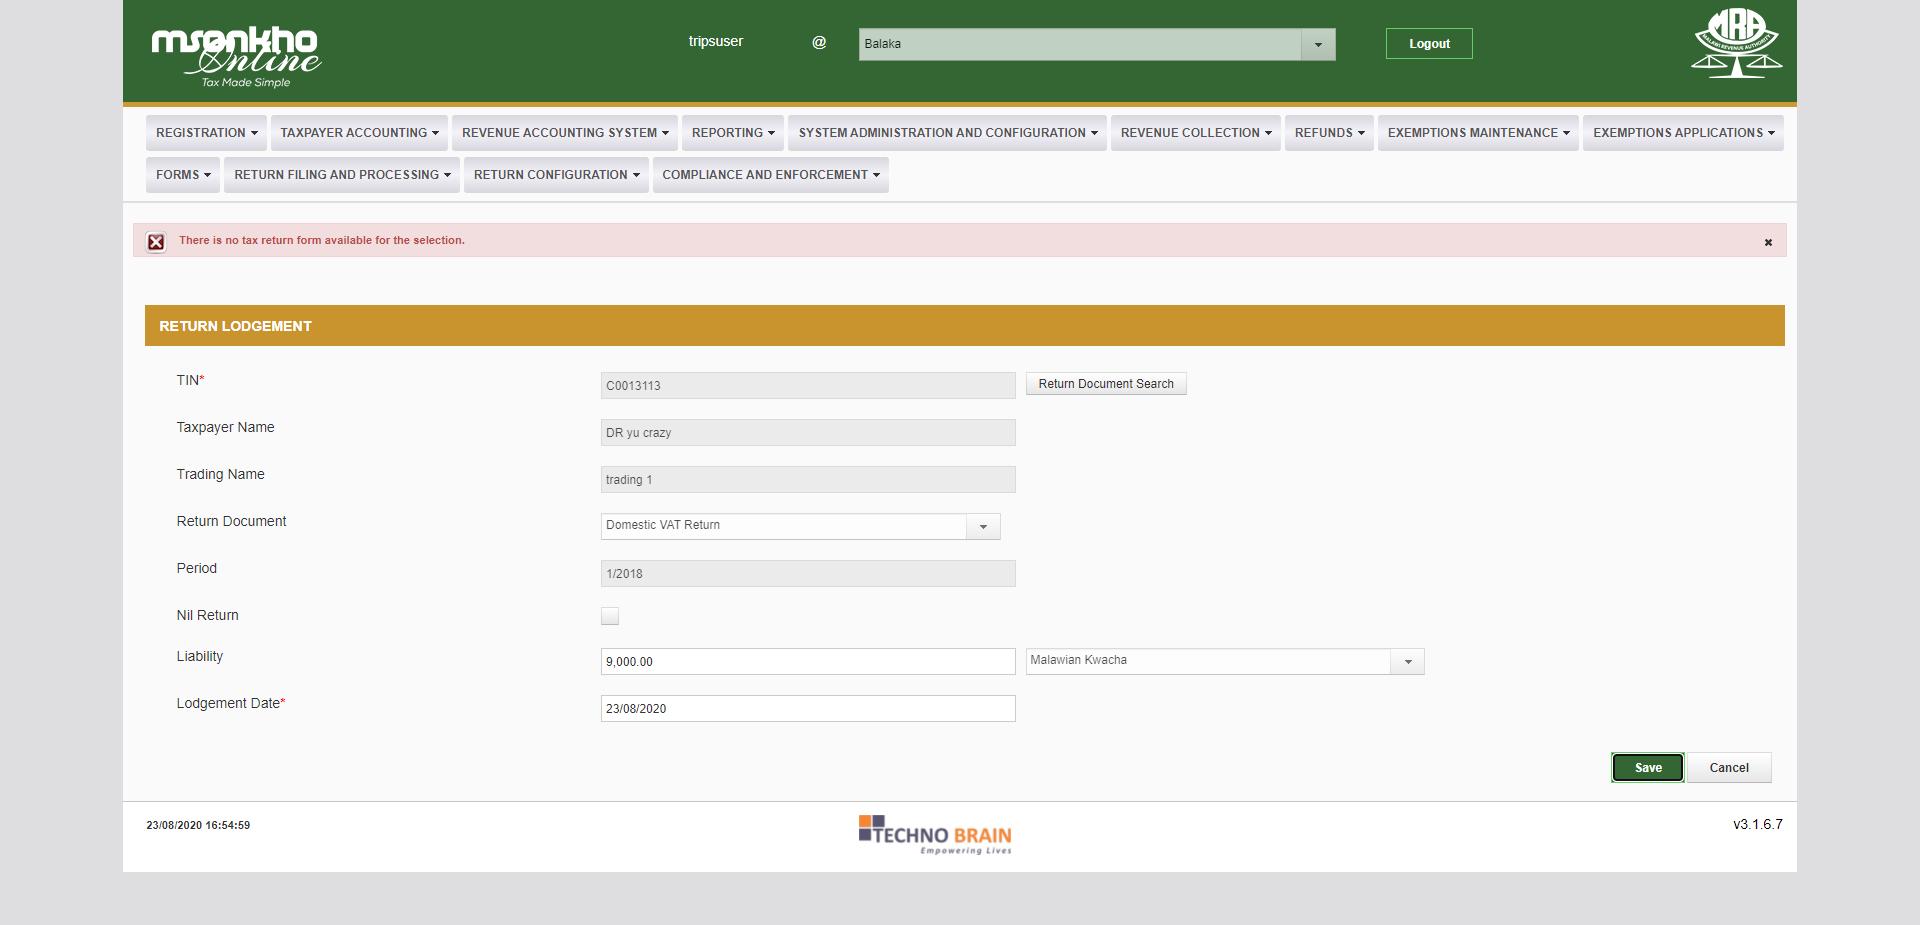 msonkho
Online
Tax Made Simple
tripsuser @ Balaka Logout
MRA
MALAWI REVENUE AUTHORITY
REGISTRATION TAXPAYER ACCOUNTING REVENUE ACCOUNTING SYSTEM REPORTING SYSTEM ADMINISTRATION AND CONFIGURATION REVENUE COLLECTION REFUNDS EXEMPTIONS MAINTENANCE EXEMPTIONS APPLICATIONS
FORMS RETURN FILING AND PROCESSING RETURN CONFIGURATION COMPLIANCE AND ENFORCEMENT
There is no tax return form available for the selection.
RETURN LODGEMENT
TIN* C0013113 Return Document Search
Taxpayer Name DR yu crazy
Trading Name trading 1
Return Document Domestic VAT Return
Period 1/2018
Nil Return
Liability 9,000.00 Malawian Kwacha
Lodgement Date* 23/08/2020
Save Cancel
23/08/2020 16:54:59 TECHNO BRAIN v3.1.6.7
Empowering Lives